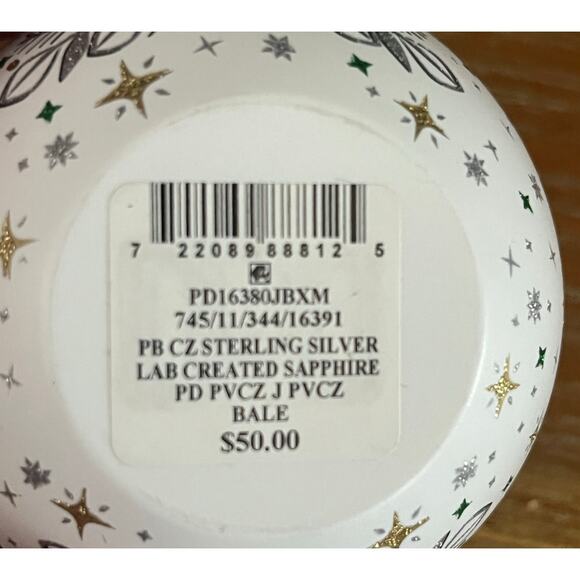 7 22089 88812 5
PD16380JBXM
745/11/344/16391
PB CZ STERLING SILVER
LAB CREATED SAPPHIRE
PD PVCZ J PVCZ
BALE
$50.00